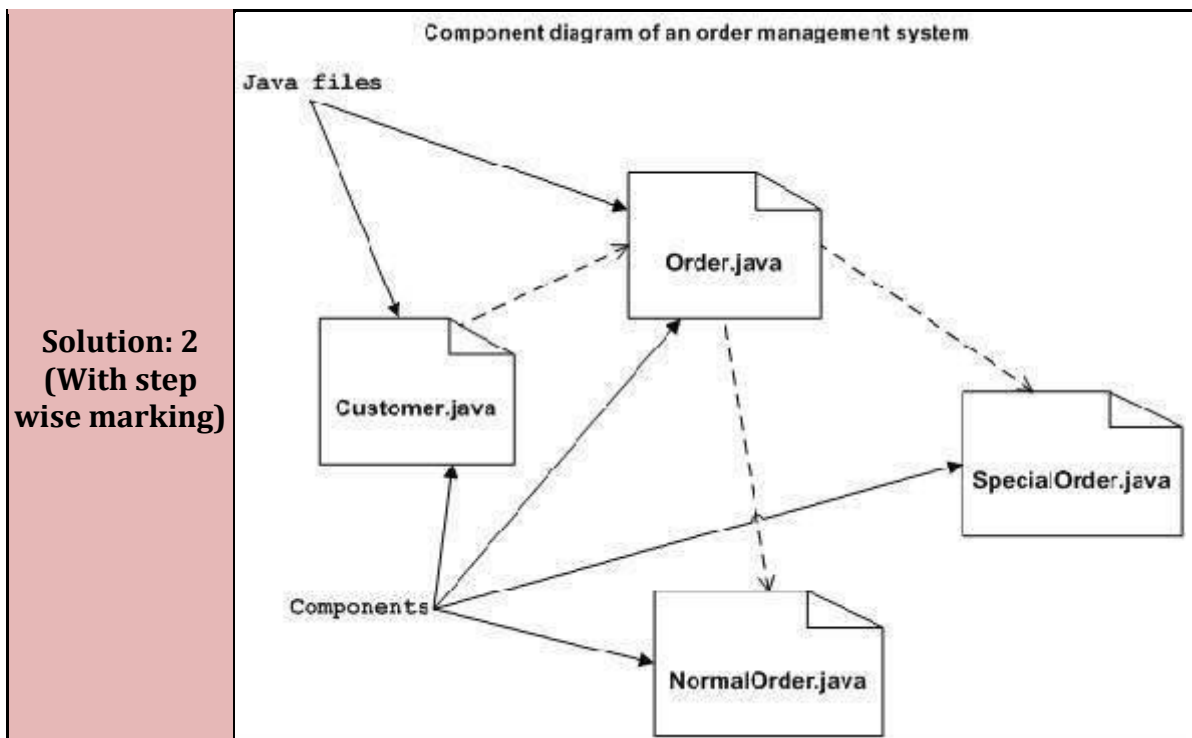 Component diagram of an order management system
Java files
Order.java
Customer.java
Solution: 2
(With step
wise marking)
SpecialOrder.java
Components
NormalOrder.java